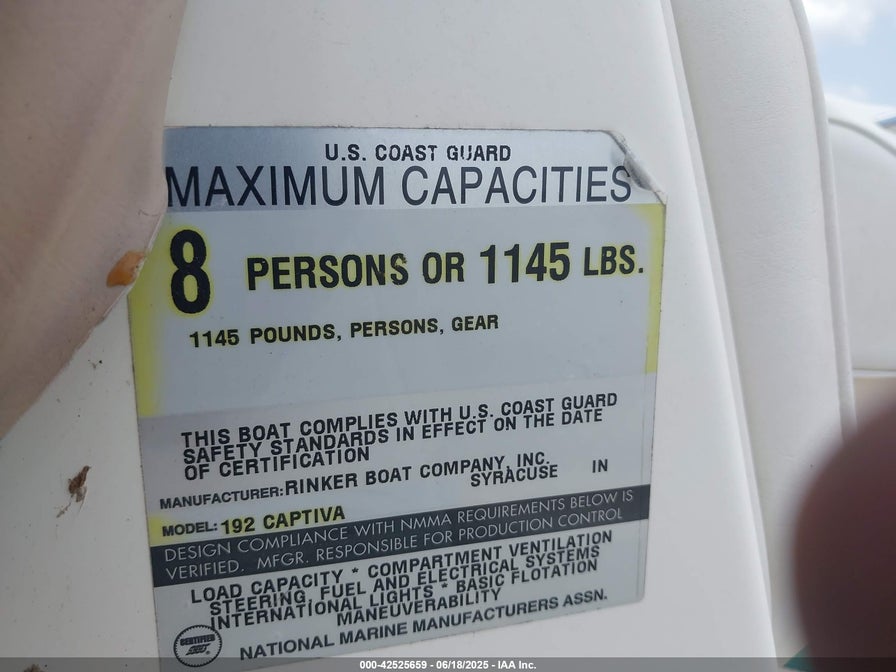 U.S. COAST GUARD
MAXIMUM CAPACITIES
8 PERSONS OR 1145 LBS.
1145 POUNDS, PERSONS, GEAR
THIS BOAT COMPLIES WITH U.S. COAST GUARD
SAFETY STANDARDS IN EFFECT ON THE DATE
OF CERTIFICATION
MANUFACTURER: RINKER BOAT COMPANY, INC.
SYRACUSE IN
MODEL: 192 CAPTIVA
DESIGN COMPLIANCE WITH NMMA REQUIREMENTS BELOW IS
VERIFIED. MFGR. RESPONSIBLE FOR PRODUCTION CONTROL
LOAD CAPACITY * COMPARTMENT VENTILATION
STEERING, FUEL AND ELECTRICAL SYSTEMS
INTERNATIONAL LIGHTS * BASIC FLOTATION
MANEUVERABILITY
CERTIFIED
NATIONAL MARINE MANUFACTURERS ASSN.
000-42525659 - 06/18/2025 - IAA Inc.